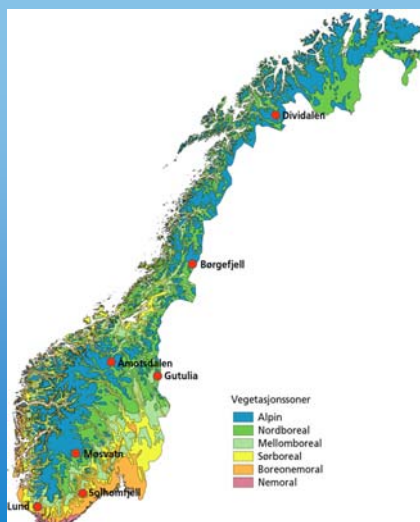 Dividalen
Børgefjell
Åmotsdalen
Gutulia
Møsvatn
Solhomfjell
Lund
Vegetasjonssoner
Alpin
Nordboreal
Mellomboreal
Sørboreal
Boreonemoral
Nemoral